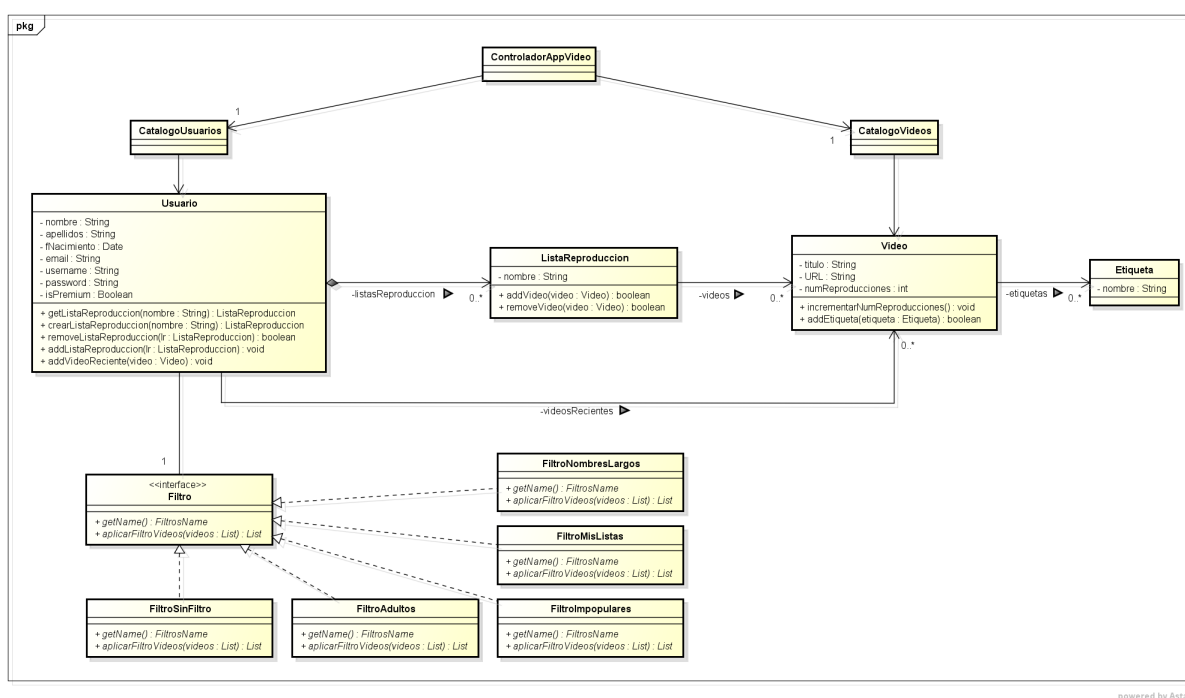 pkg
ControladorAppVideo
1
1
CatalogoUsuarios
CatalogoVideos
Usuario
- nombre : String
- apellidos : String
- fNacimiento : Date
- email : String
- username : String
- password : String
- isPremium : Boolean
+ getListaReproduccion(nombre : String) : ListaReproduccion
+ crearListaReproduccion(nombre : String) : ListaReproduccion
+ removeListaReproduccion(lr : ListaReproduccion) : boolean
+ addListaReproduccion(lr : ListaReproduccion) : void
+ addVideoReciente(video : Video) : void
-listasReproduccion
0..*
ListaReproduccion
- nombre : String
+ addVideo(video : Video) : boolean
+ removeVideo(video : Video) : boolean
-videos
0..*
Video
- titulo : String
- URL : String
- numReproducciones : int
+ incrementarNumReproducciones() : void
+ addEtiqueta(etiqueta : Etiqueta) : boolean
-etiquetas
0..*
Etiqueta
- nombre : String
0..*
-videosRecientes
1
<<interface>>
Filtro
+ getName() : FiltrosName
+ aplicarFiltroVideos(videos : List) : List
FiltroNombresLargos
+ getName() : FiltrosName
+ aplicarFiltroVideos(videos : List) : List
FiltroMisListas
+ getName() : FiltrosName
+ aplicarFiltroVideos(videos : List) : List
FiltroSinFiltro
+ getName() : FiltrosName
+ aplicarFiltroVideos(videos : List) : List
FiltroAdultos
+ getName() : FiltrosName
+ aplicarFiltroVideos(videos : List) : List
FiltroImpopulares
+ getName() : FiltrosName
+ aplicarFiltroVideos(videos : List) : List
powered by Asta